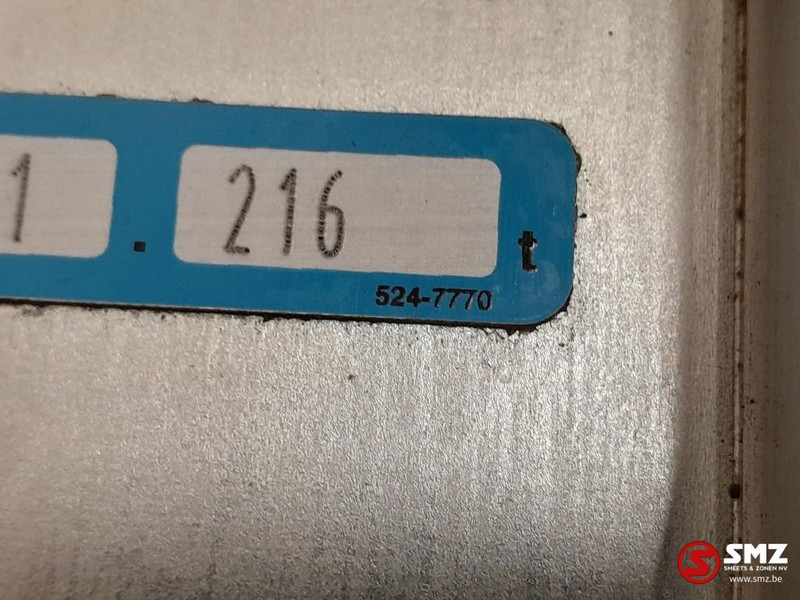 1 . 216 t
524-7770
SMZ
SMEETS & ZONEN NV
www.smz.be